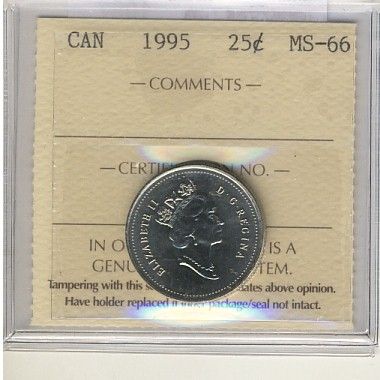 CAN 1995 25¢ MS-66
— COMMENTS —
— CERTIF N NO. —
ELIZABETH II D·G·REGINA
IN O IS A
GENU TEM.
Tampering with this s ates above opinion.
Have holder replaced if package/seal not intact.